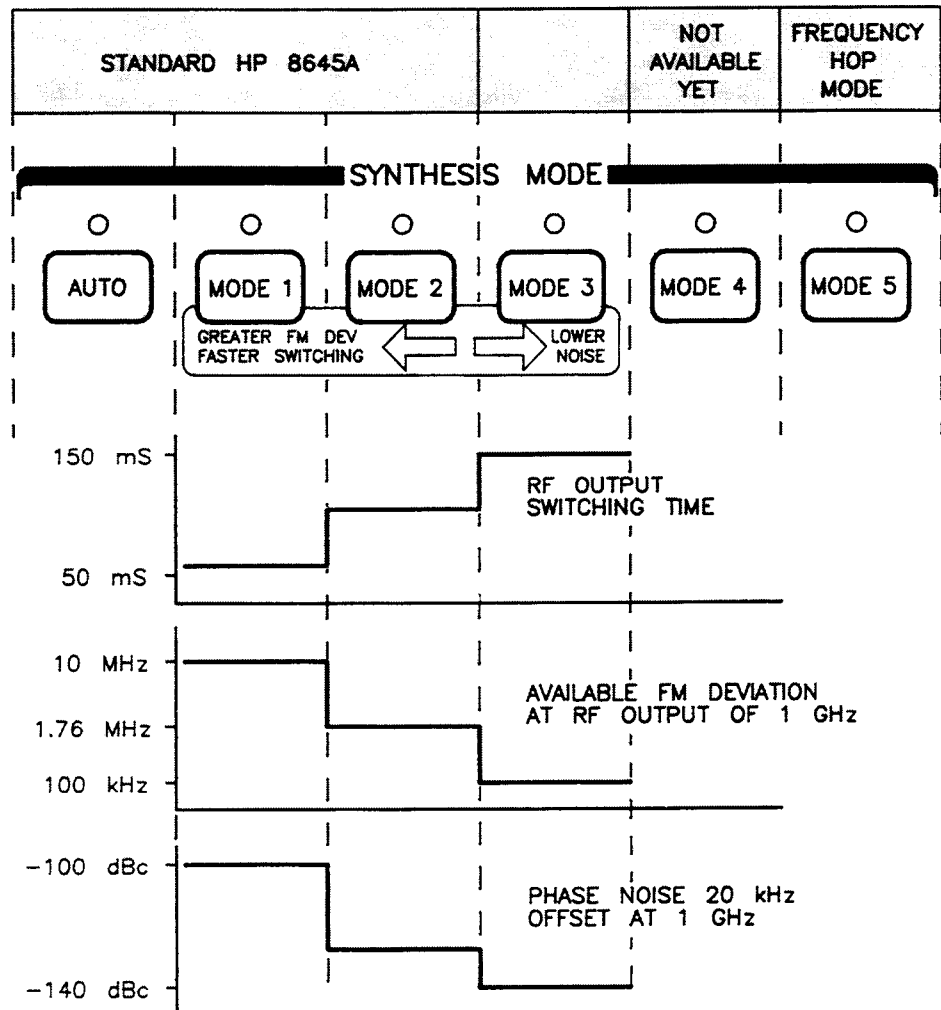 STANDARD HP 8645A
NOT
AVAILABLE
YET
FREQUENCY
HOP
MODE
SYNTHESIS MODE
AUTO
MODE 1
MODE 2
MODE 3
MODE 4
MODE 5
GREATER FM DEV
FASTER SWITCHING
LOWER
NOISE
150 mS
50 mS
RF OUTPUT
SWITCHING TIME
10 MHz
1.76 MHz
100 kHz
AVAILABLE FM DEVIATION
AT RF OUTPUT OF 1 GHz
-100 dBc
-140 dBc
PHASE NOISE 20 kHz
OFFSET AT 1 GHz